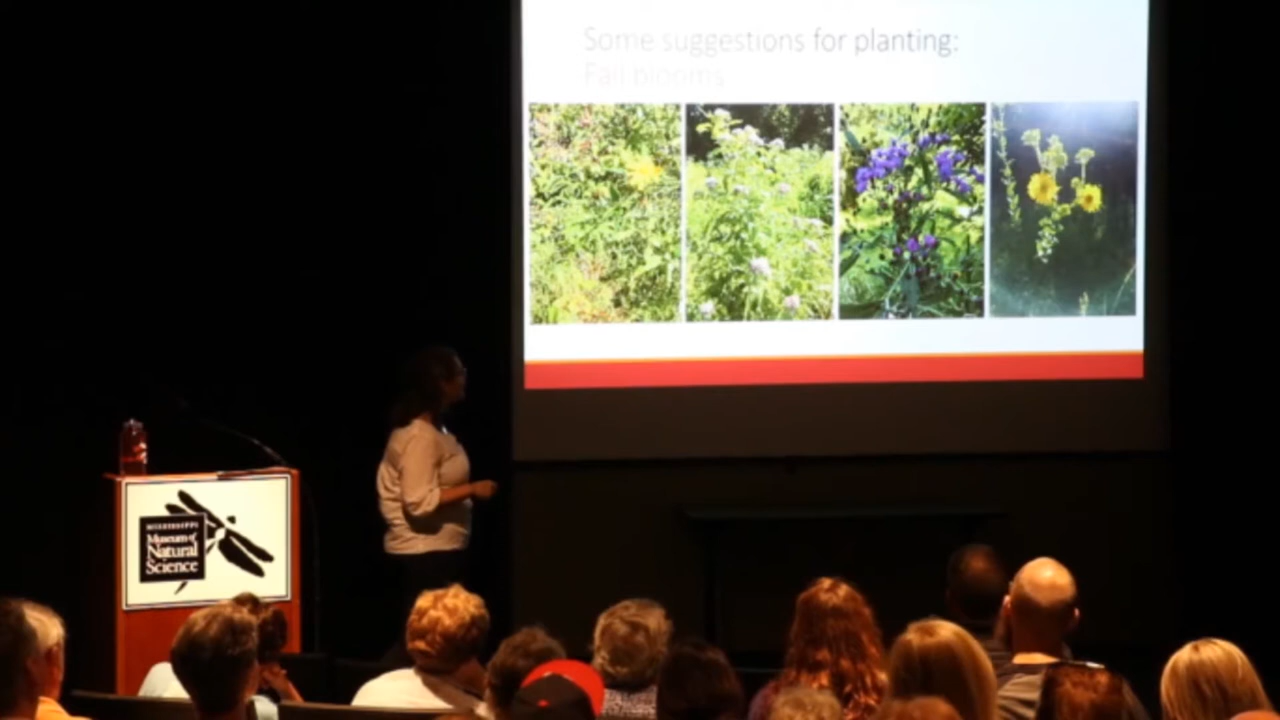 Some suggestions for planting:
Fall blooms
MISSISSIPPI
Museum of
Natural
Science